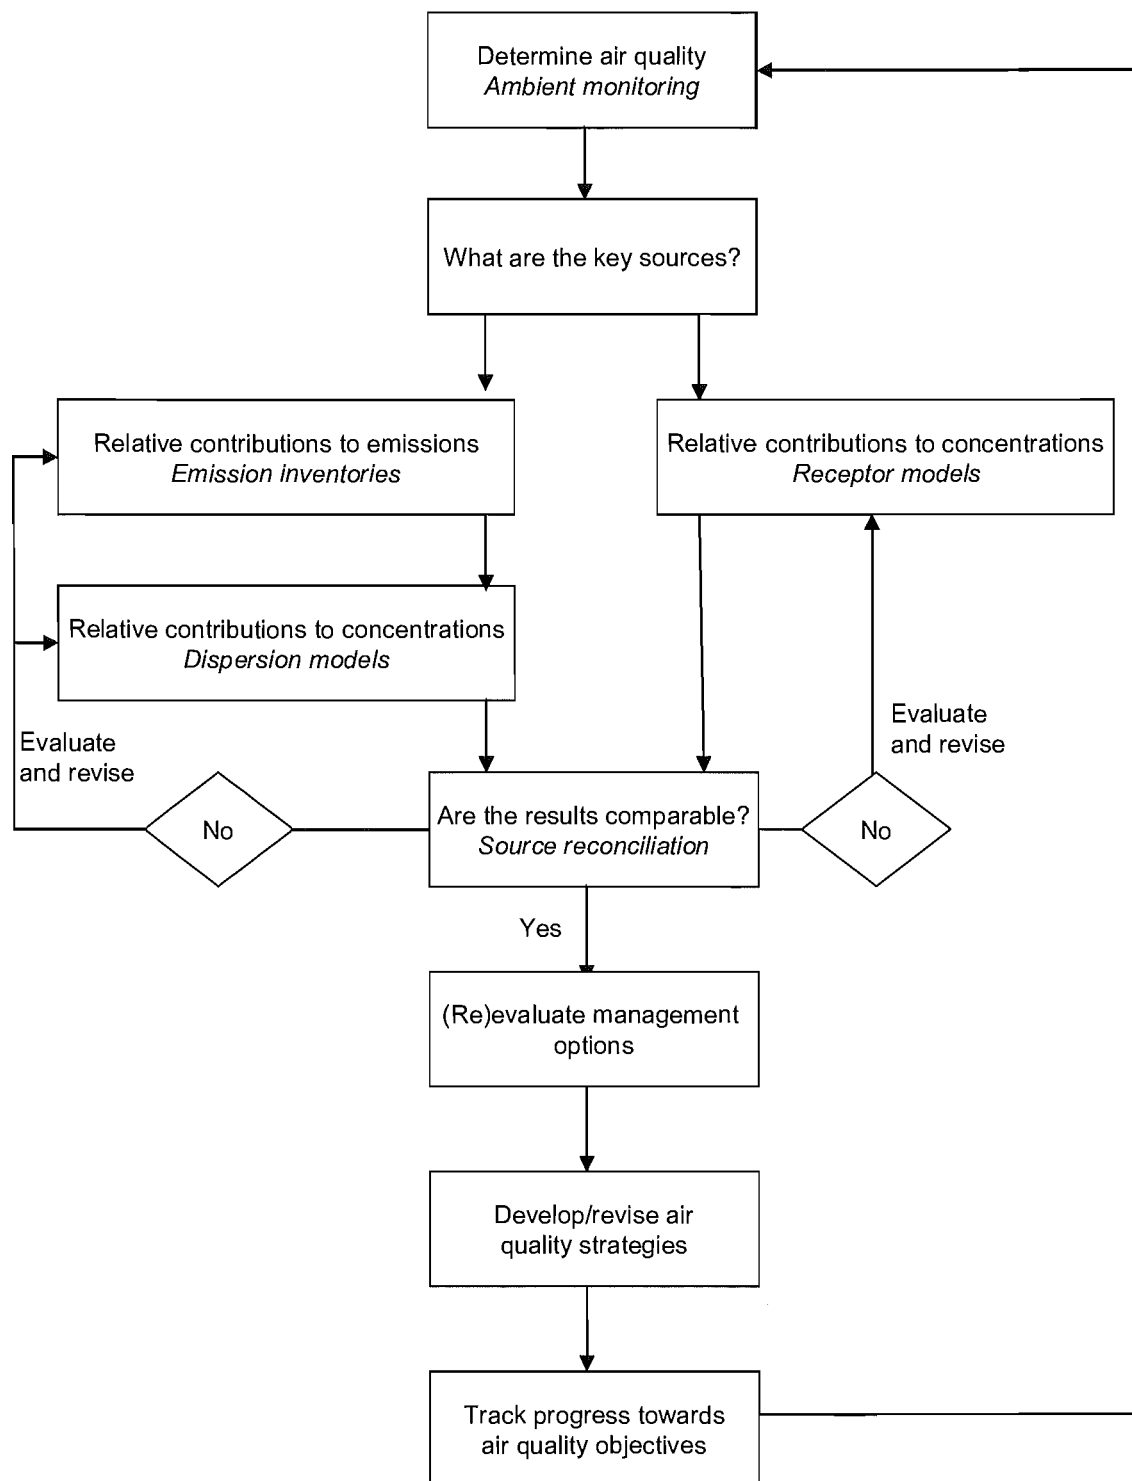 Determine air quality
Ambient monitoring
What are the key sources?
Relative contributions to emissions
Emission inventories
Relative contributions to concentrations
Receptor models
Relative contributions to concentrations
Dispersion models
Evaluate
and revise
Evaluate
and revise
No
Are the results comparable?
Source reconciliation
No
Yes
(Re)evaluate management
options
Develop/revise air
quality strategies
Track progress towards
air quality objectives